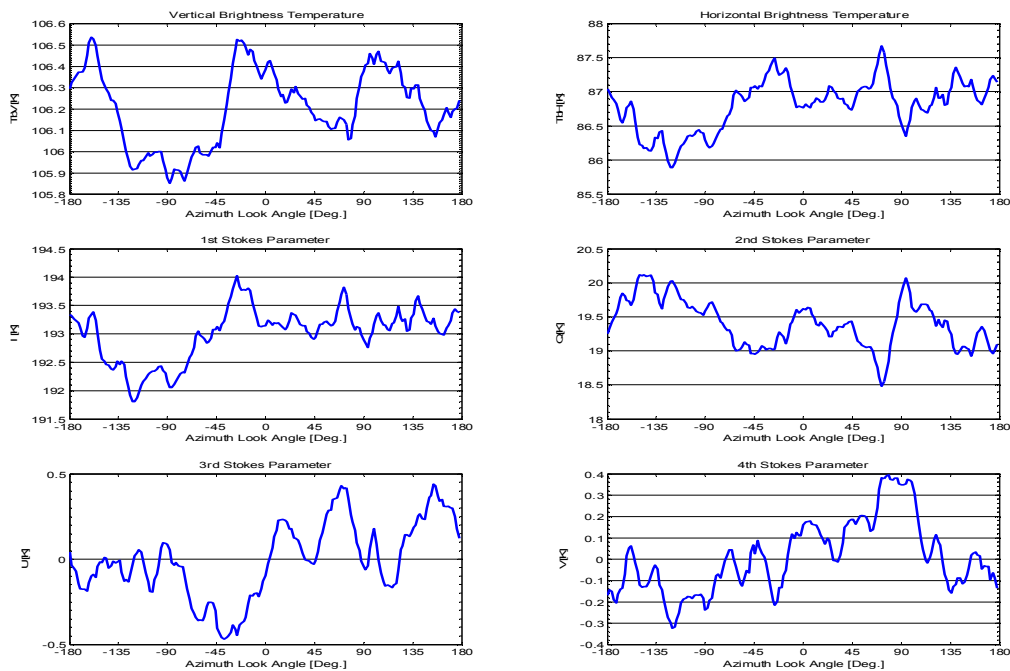 Vertical Brightness Temperature
106.6
106.5
106.4
106.3
106.2
106.1
106
105.9
105.8
TbV[K]
-180 -135 -90 -45 0 45 90 135 180
Azimuth Look Angle [Deg.]
Horizontal Brightness Temperature
88
87.5
87
86.5
86
85.5
TbH[K]
-180 -135 -90 -45 0 45 90 135 180
Azimuth Look Angle [Deg.]
1st Stokes Parameter
194.5
194
193.5
193
192.5
192
191.5
I [K]
-180 -135 -90 -45 0 45 90 135 180
Azimuth Look Angle [Deg.]
2nd Stokes Parameter
20.5
20
19.5
19
18.5
18
Q[K]
-180 -135 -90 -45 0 45 90 135 180
Azimuth Look Angle [Deg.]
3rd Stokes Parameter
0.5
0
-0.5
U[K]
-180 -135 -90 -45 0 45 90 135 180
Azimuth Look Angle [Deg.]
4th Stokes Parameter
0.4
0.3
0.2
0.1
0
-0.1
-0.2
-0.3
-0.4
V[K]
-180 -135 -90 -45 0 45 90 135 180
Azimuth Look Angle [Deg.]